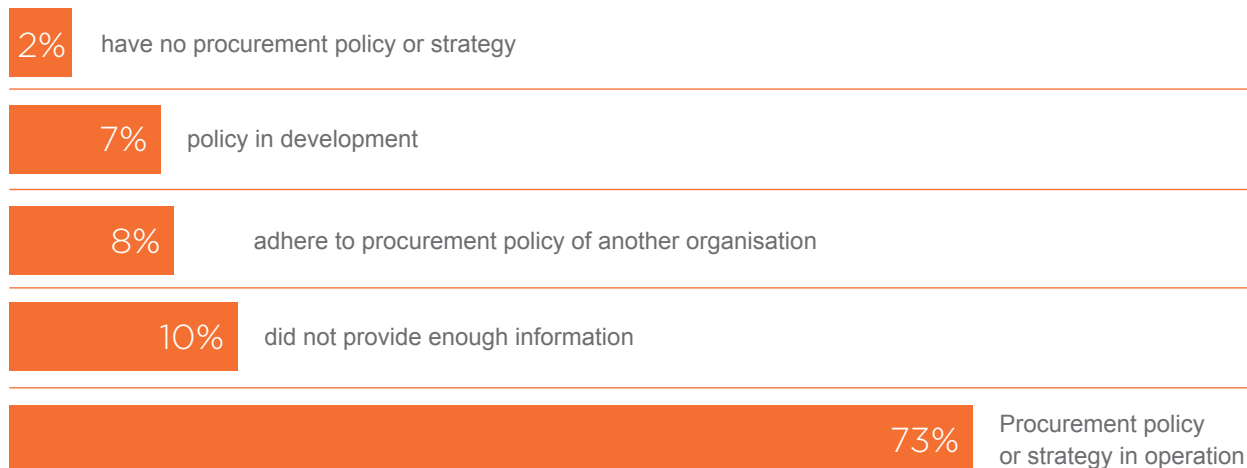 2% have no procurement policy or strategy
7% policy in development
8% adhere to procurement policy of another organisation
10% did not provide enough information
73% Procurement policy
or strategy in operation